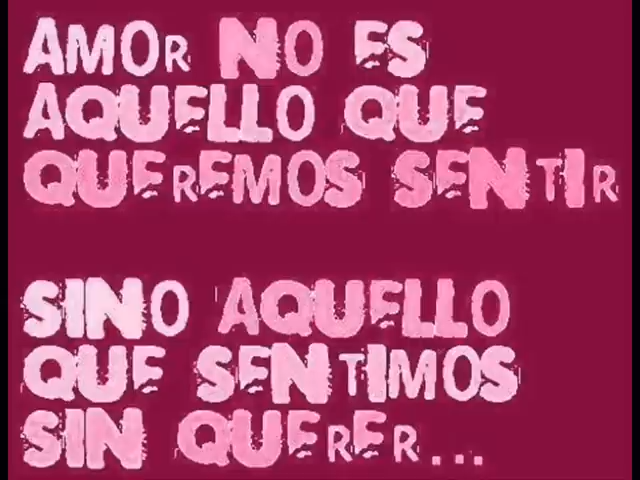 AMOR NO ES
AQUELLO QUE
QUEREMOS SENTIR
SINO AQUELLO
QUE SENTIMOS
SIN QUERER...